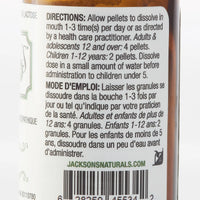 LACTOSE
DIRECTIONS: Allow pellets to dissolve in
mouth 1-3 time(s) per day or as directed
by a health care practitioner. Adults &
adolescents 12 and over: 4 pellets.
Children 1-12 years: 2 pellets. Dissolve
in a small amount of water before
administration to children under 5.
MODE D'EMPLOI: Laisser les granules se
dissoudre dans la bouche 1-3 fois par
jour ou tel qu'indiqué par votre praticien
de la santé. Adultes et enfants de plus de
12 ans: 4 granules. Enfants 1-12 ans: 2
granules. Pour les enfants de moins de 5
ans, dissoudre dans un peu d'eau avant
d'administrer.
JACKSONSNATURALS.COM